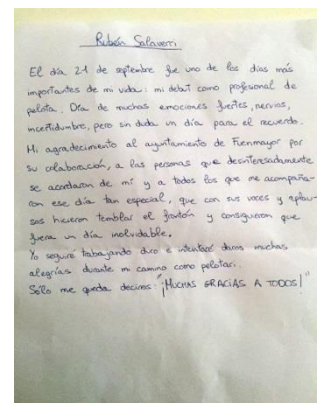 Rubén Salaverri
El día 21 de septiembre fue uno de los días más
importantes de mi vida: mi debút como profesional de
pelota. Día de muchas emociones fuertes, nervios,
incertidumbre, pero sin duda un día para el recuerdo.
Mi agradecimiento al ayuntamiento de Fuenmayor por
su colaboración, a las personas que desinteresadamente
se acordaron de mí y a todos los que me acompaña-
ron ese día tan especial, que con sus voces y aplau-
sos hicieron temblar el frontón y consiguieron que
fuera un día inolvidable.
Yo seguire trabajando duro e intentaré daros muchas
alegrías durante mi camino como pelotari.
Sólo me queda deciros: "¡MUCHAS GRACIAS A TODOS!"